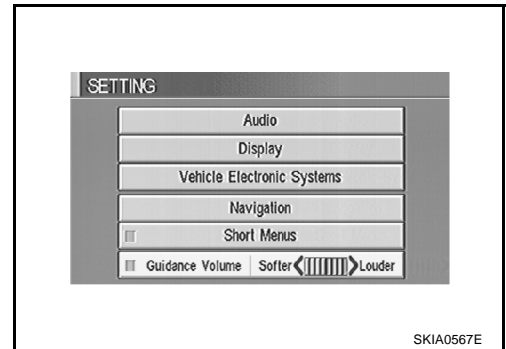 SETTING
Audio
Display
Vehicle Electronic Systems
Navigation
Short Menus
Guidance Volume Softer Louder
SKIA0567E